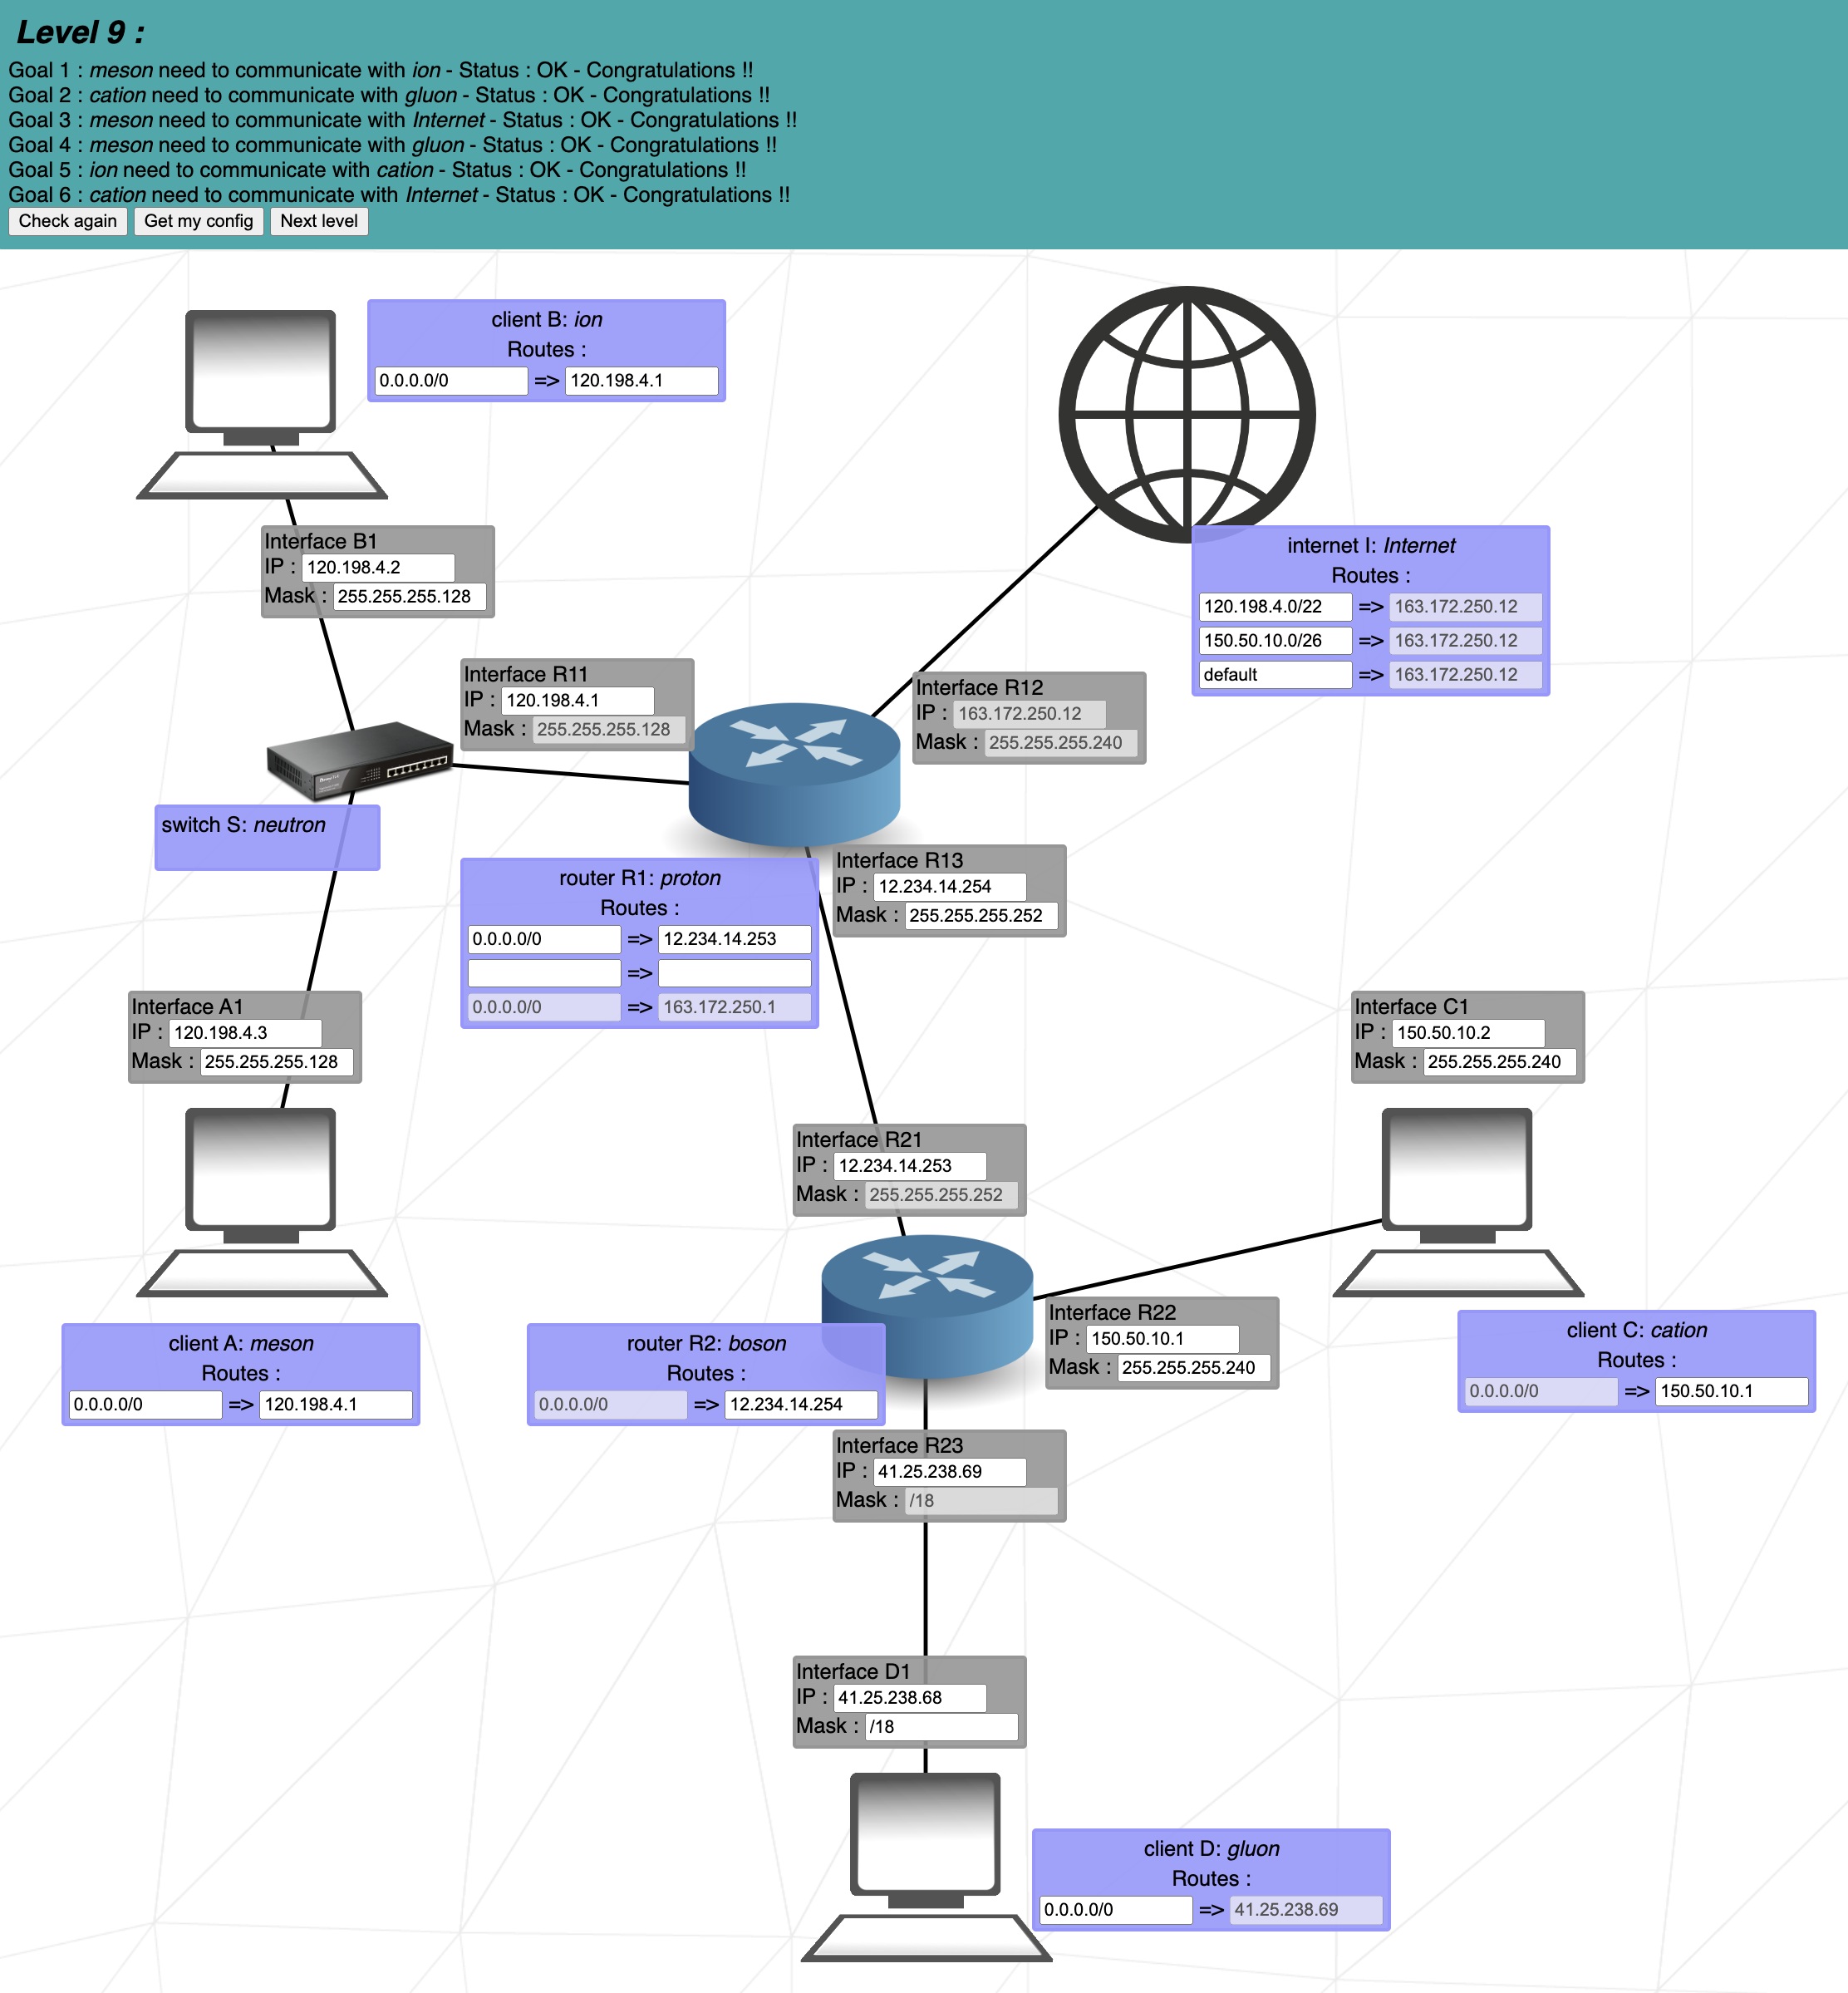 Level 9 :
Goal 1 : meson need to communicate with ion - Status : OK - Congratulations !!
Goal 2 : cation need to communicate with gluon - Status : OK - Congratulations !!
Goal 3 : meson need to communicate with Internet - Status : OK - Congratulations !!
Goal 4 : meson need to communicate with gluon - Status : OK - Congratulations !!
Goal 5 : ion need to communicate with cation - Status : OK - Congratulations !!
Goal 6 : cation need to communicate with Internet - Status : OK - Congratulations !!
Check again Get my config Next level
client B: ion
Routes :
0.0.0.0/0 => 120.198.4.1
Interface B1
IP : 120.198.4.2
Mask : 255.255.255.128
internet I: Internet
Routes :
120.198.4.0/22 => 163.172.250.12
150.50.10.0/26 => 163.172.250.12
default => 163.172.250.12
Interface R11
IP : 120.198.4.1
Mask : 255.255.255.128
Interface R12
IP : 163.172.250.12
Mask : 255.255.255.240
switch S: neutron
Interface R13
IP : 12.234.14.254
Mask : 255.255.255.252
router R1: proton
Routes :
0.0.0.0/0 => 12.234.14.253
=>
0.0.0.0/0 => 163.172.250.1
Interface A1
IP : 120.198.4.3
Mask : 255.255.255.128
Interface C1
IP : 150.50.10.2
Mask : 255.255.255.240
Interface R21
IP : 12.234.14.253
Mask : 255.255.255.252
Interface R22
IP : 150.50.10.1
Mask : 255.255.255.240
client A: meson
Routes :
0.0.0.0/0 => 120.198.4.1
router R2: boson
Routes :
0.0.0.0/0 => 12.234.14.254
client C: cation
Routes :
0.0.0.0/0 => 150.50.10.1
Interface R23
IP : 41.25.238.69
Mask : /18
Interface D1
IP : 41.25.238.68
Mask : /18
client D: gluon
Routes :
0.0.0.0/0 => 41.25.238.69